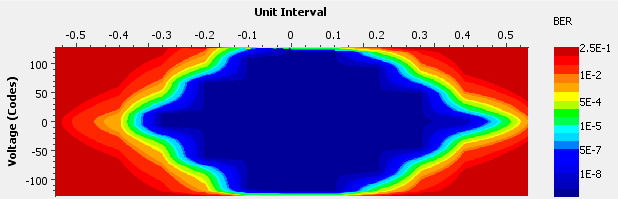 Unit Interval
BER
-0.5 -0.4 -0.3 -0.2 -0.1 0 0.1 0.2 0.3 0.4 0.5
2.5E-1
1E-2
5E-4
1E-5
5E-7
1E-8
Voltage (Codes)
100
50
0
-50
-100